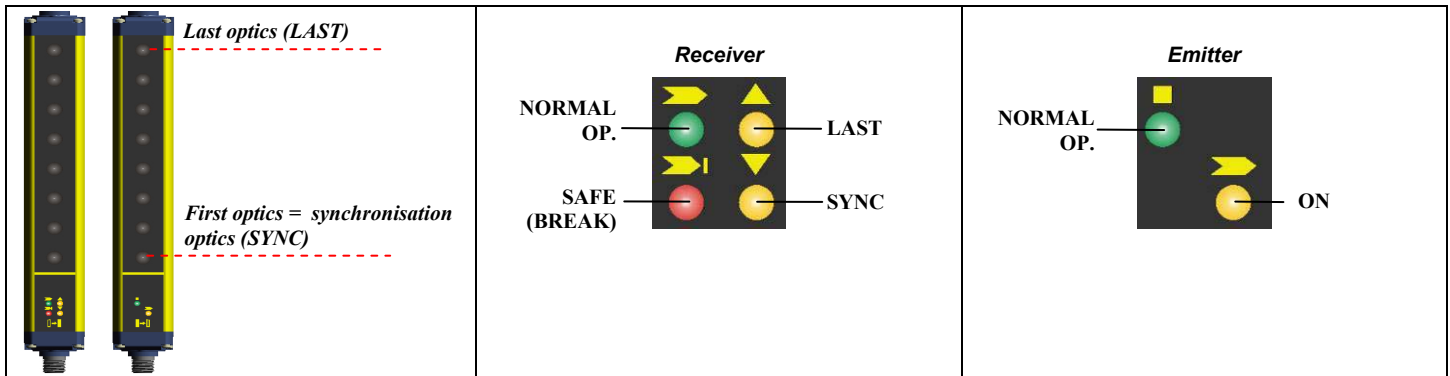 Last optics (LAST)
First optics = synchronisation
optics (SYNC)
Receiver
NORMAL
OP.
LAST
SAFE
(BREAK)
SYNC
Emitter
NORMAL
OP.
ON